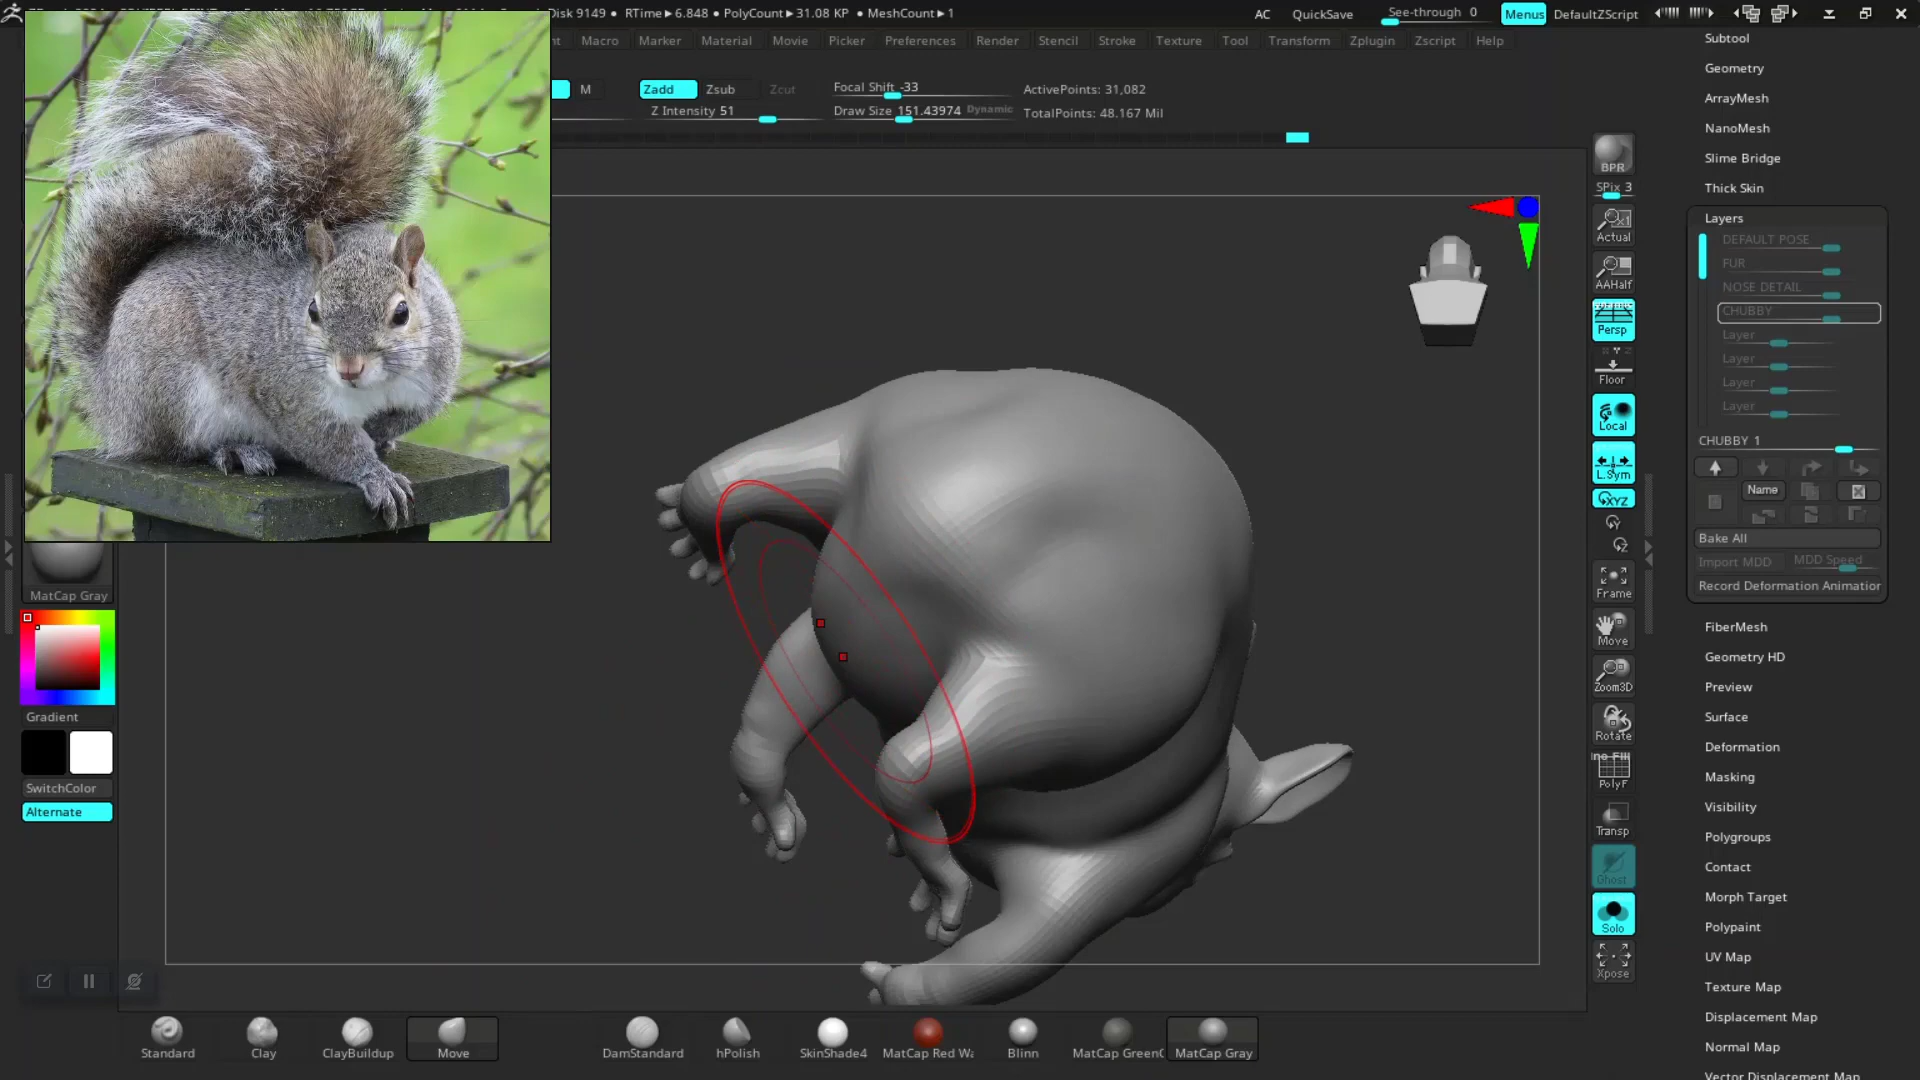 Disk 9149 • RTime►6.848 • PolyCount►31.08 KP • MeshCount►1
AC QuickSave See-through 0 Menus DefaultZScript
Macro Marker Material Movie Picker Preferences Render Stencil Stroke Texture Tool Transform Zplugin Zscript Help
M Zadd Zsub Zcut Focal Shift -33 ActivePoints: 31,082
Z Intensity 51 Draw Size 151.43974 Dynamic TotalPoints: 48.167 Mil
BPR
SPix 3
Actual
AAHalf
Persp
Floor
Local
L.Sym
XYZ
Frame
Move
Zoom3D
Rotate
PolyF
Transp
Ghost
Solo
Xpose
Subtool
Geometry
ArrayMesh
NanoMesh
Slime Bridge
Thick Skin
Layers
DEFAULT POSE
FUR
NOSE DETAIL
CHUBBY
Layer
Layer
Layer
Layer
CHUBBY 1
Name
Bake All
Import MDD MDD Speed
Record Deformation Animation
FiberMesh
Geometry HD
Preview
Surface
Deformation
Masking
Visibility
Polygroups
Contact
Morph Target
Polypaint
UV Map
Texture Map
Displacement Map
Normal Map
Vector Displacement Map
MatCap Gray
Gradient
SwitchColor
Alternate
Standard Clay ClayBuildup Move DamStandard hPolish SkinShade4 MatCap Red Wa Blinn MatCap Green MatCap Gray